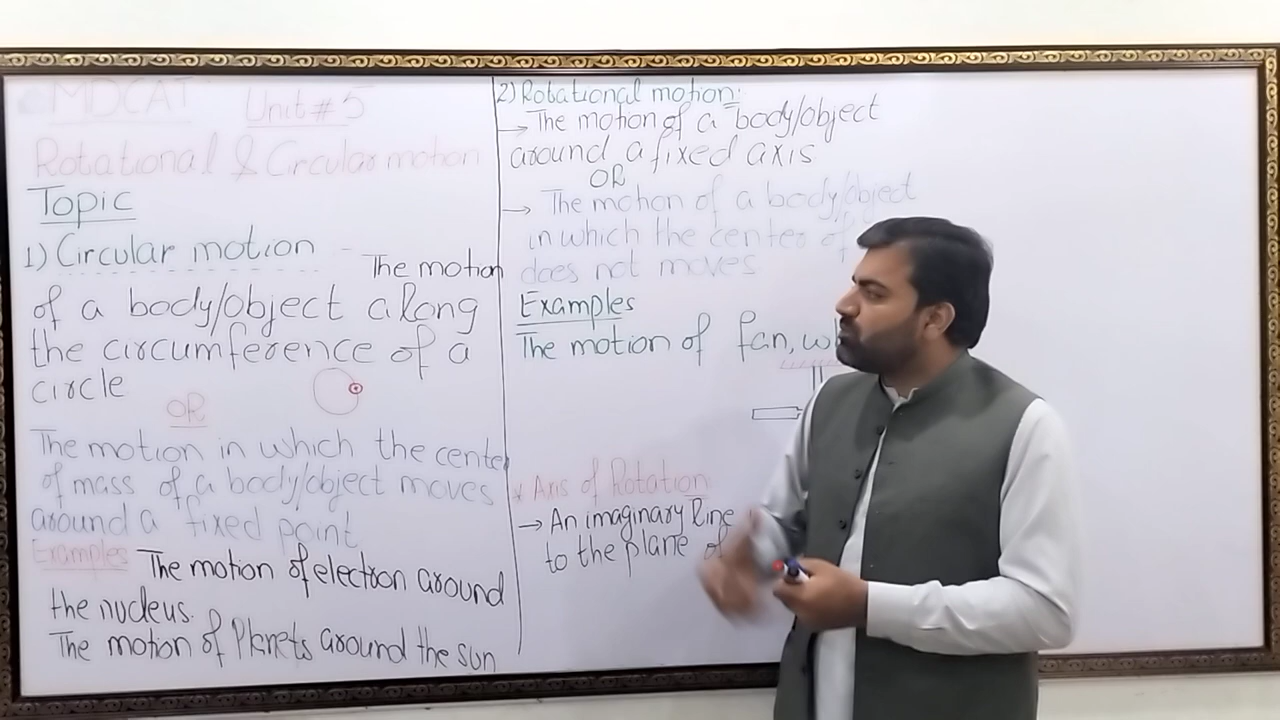 MDCAT
Unit # 5
Rotational & Circular motion
Topic
1) Circular motion
The motion
of a body/object along
the circumference of a
circle
OR
The motion in which the center
of mass of a body/object moves
around a fixed point
Examples The motion of electron around
the nucleus.
The motion of Planets around the sun
2) Rotational motion:
→ The motion of a body/object
around a fixed axis
OR
→ The motion of a body/object
in which the center of
does not moves
Examples
The motion of fan,
* Axis of Rotation
→ An imaginary line
to the plane of